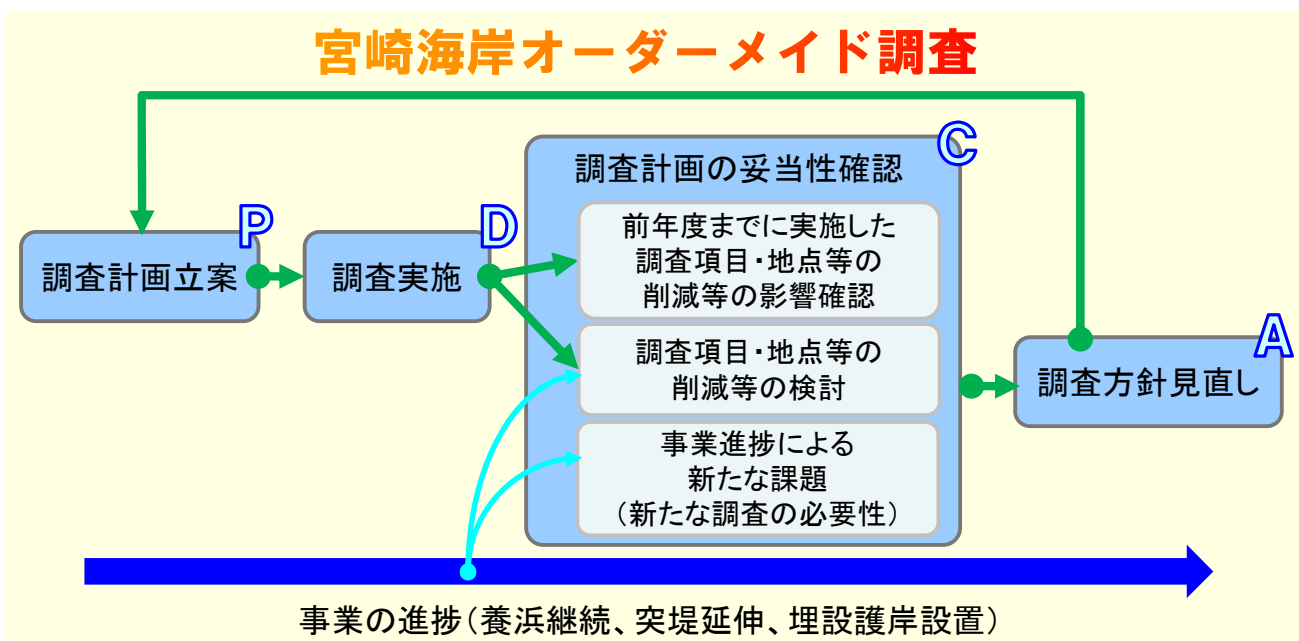 宮崎海岸オーダーメイド調査
P
調査計画立案
D
調査実施
C
調査計画の妥当性確認
前年度までに実施した
調査項目・地点等の
削減等の影響確認
調査項目・地点等の
削減等の検討
事業進捗による
新たな課題
（新たな調査の必要性）
A
調査方針見直し
事業の進捗（養浜継続、突堤延伸、埋設護岸設置）